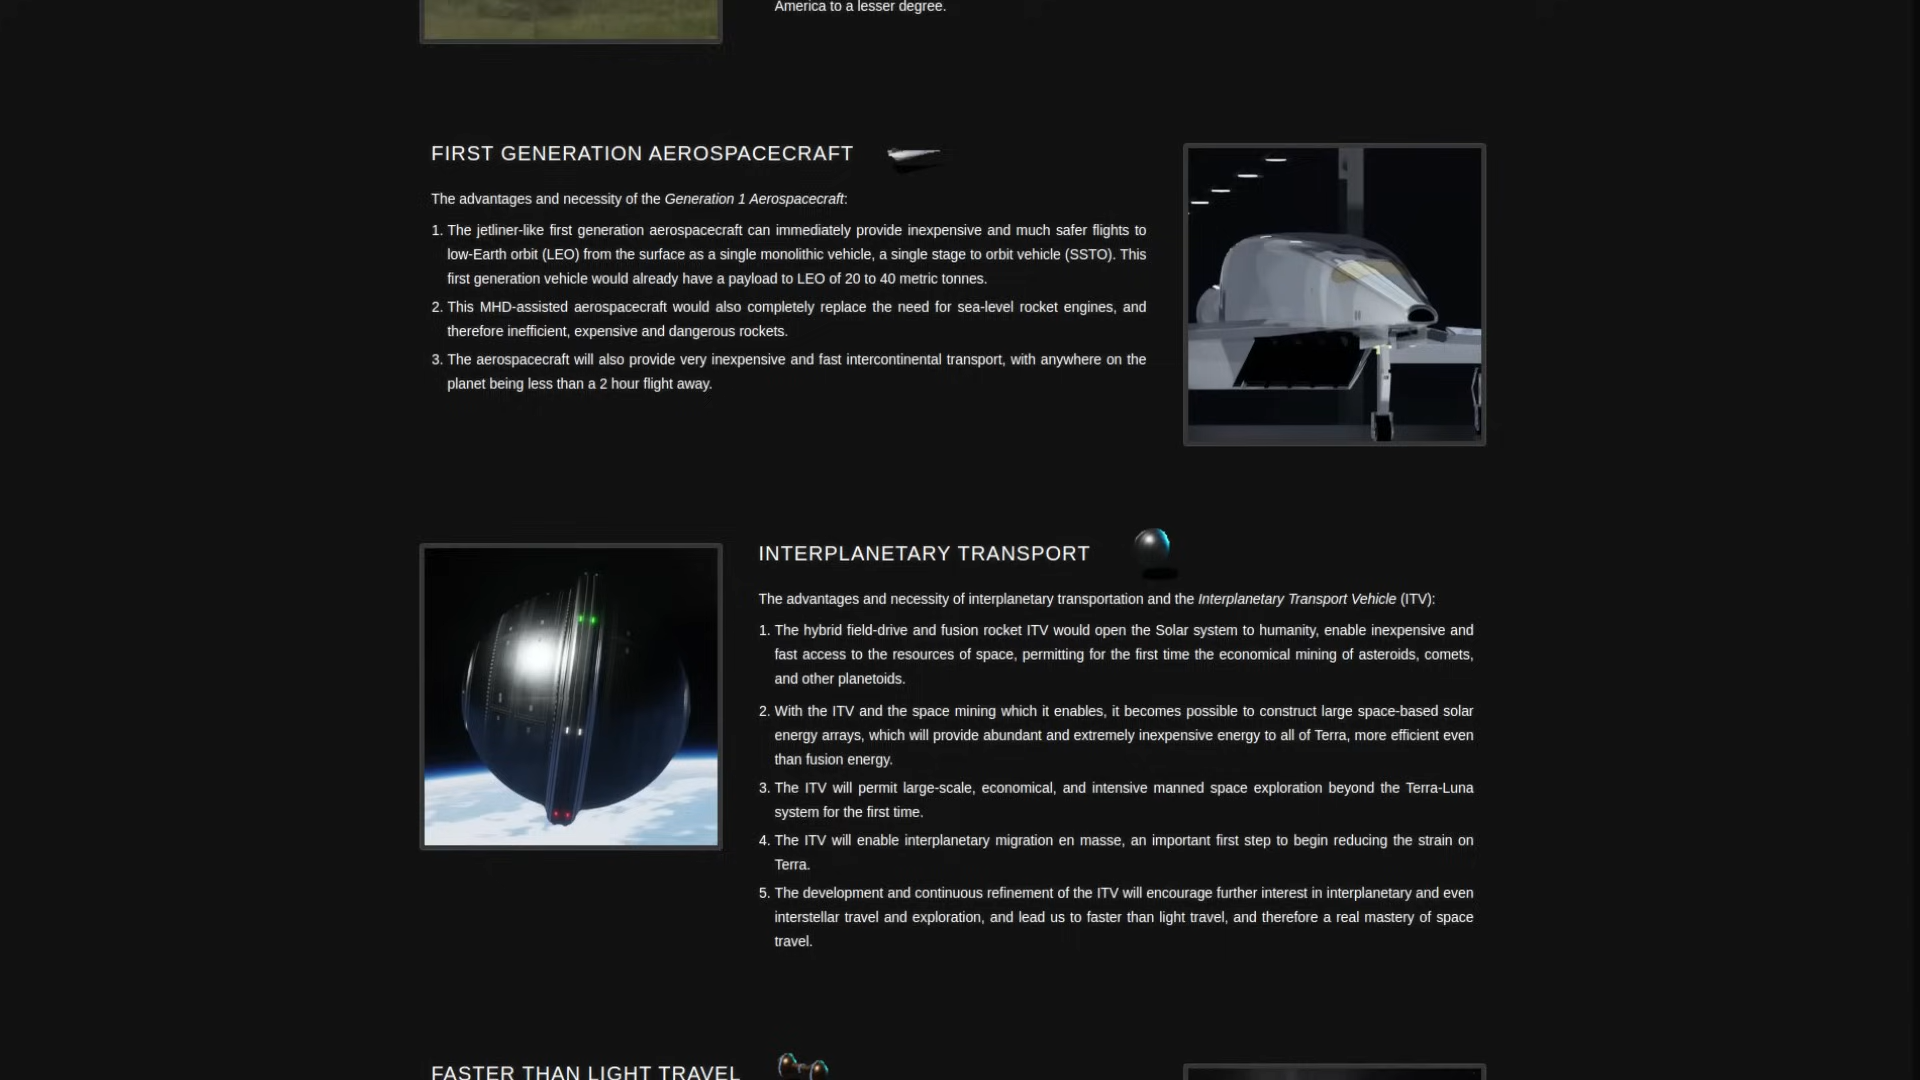 America to a lesser degree.
FIRST GENERATION AEROSPACECRAFT
The advantages and necessity of the Generation 1 Aerospacecraft:
1. The jetliner-like first generation aerospacecraft can immediately provide inexpensive and much safer flights to
low-Earth orbit (LEO) from the surface as a single monolithic vehicle, a single stage to orbit vehicle (SSTO). This
first generation vehicle would already have a payload to LEO of 20 to 40 metric tonnes.
2. This MHD-assisted aerospacecraft would also completely replace the need for sea-level rocket engines, and
therefore inefficient, expensive and dangerous rockets.
3. The aerospacecraft will also provide very inexpensive and fast intercontinental transport, with anywhere on the
planet being less than a 2 hour flight away.
INTERPLANETARY TRANSPORT
The advantages and necessity of interplanetary transportation and the Interplanetary Transport Vehicle (ITV):
1. The hybrid field-drive and fusion rocket ITV would open the Solar system to humanity, enable inexpensive and
fast access to the resources of space, permitting for the first time the economical mining of asteroids, comets,
and other planetoids.
2. With the ITV and the space mining which it enables, it becomes possible to construct large space-based solar
energy arrays, which will provide abundant and extremely inexpensive energy to all of Terra, more efficient even
than fusion energy.
3. The ITV will permit large-scale, economical, and intensive manned space exploration beyond the Terra-Luna
system for the first time.
4. The ITV will enable interplanetary migration en masse, an important first step to begin reducing the strain on
Terra.
5. The development and continuous refinement of the ITV will encourage further interest in interplanetary and even
interstellar travel and exploration, and lead us to faster than light travel, and therefore a real mastery of space
travel.
FASTER THAN LIGHT TRAVEL